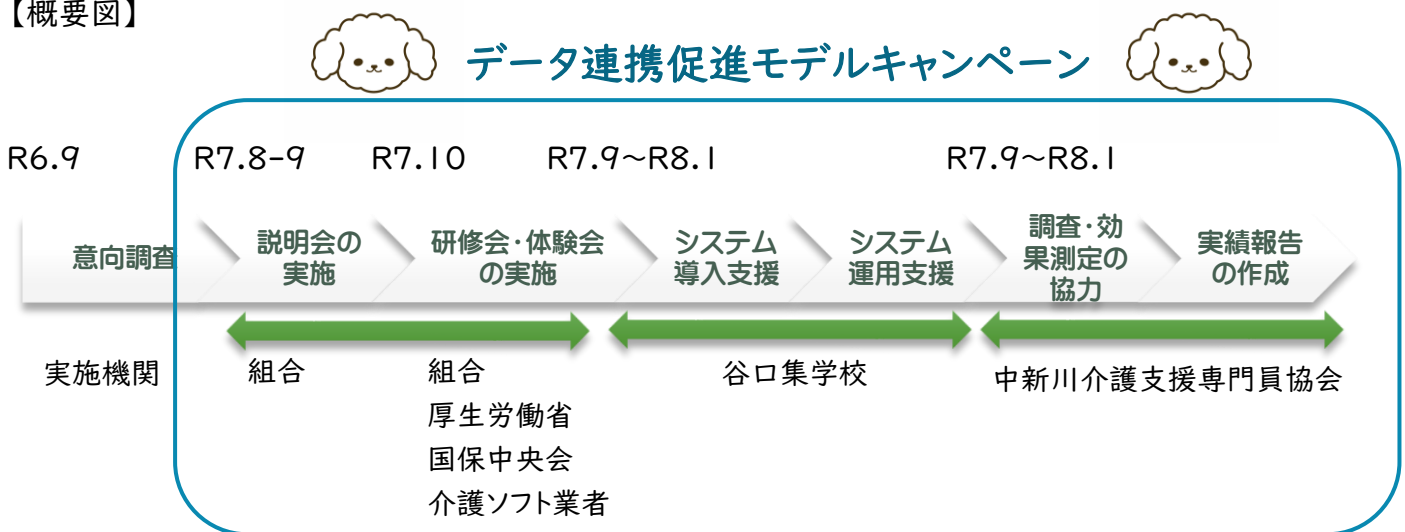 【概要図】
データ連携促進モデルキャンペーン
R6.9
R7.8-9
R7.10
R7.9~R8.1
R7.9~R8.1
意向調査
説明会の
実施
研修会・体験会
の実施
システム
導入支援
システム
運用支援
調査・効
果測定の
協力
実績報告
の作成
実施機関
組合
組合
厚生労働省
国保中央会
介護ソフト業者
谷口集学校
中新川介護支援専門員協会